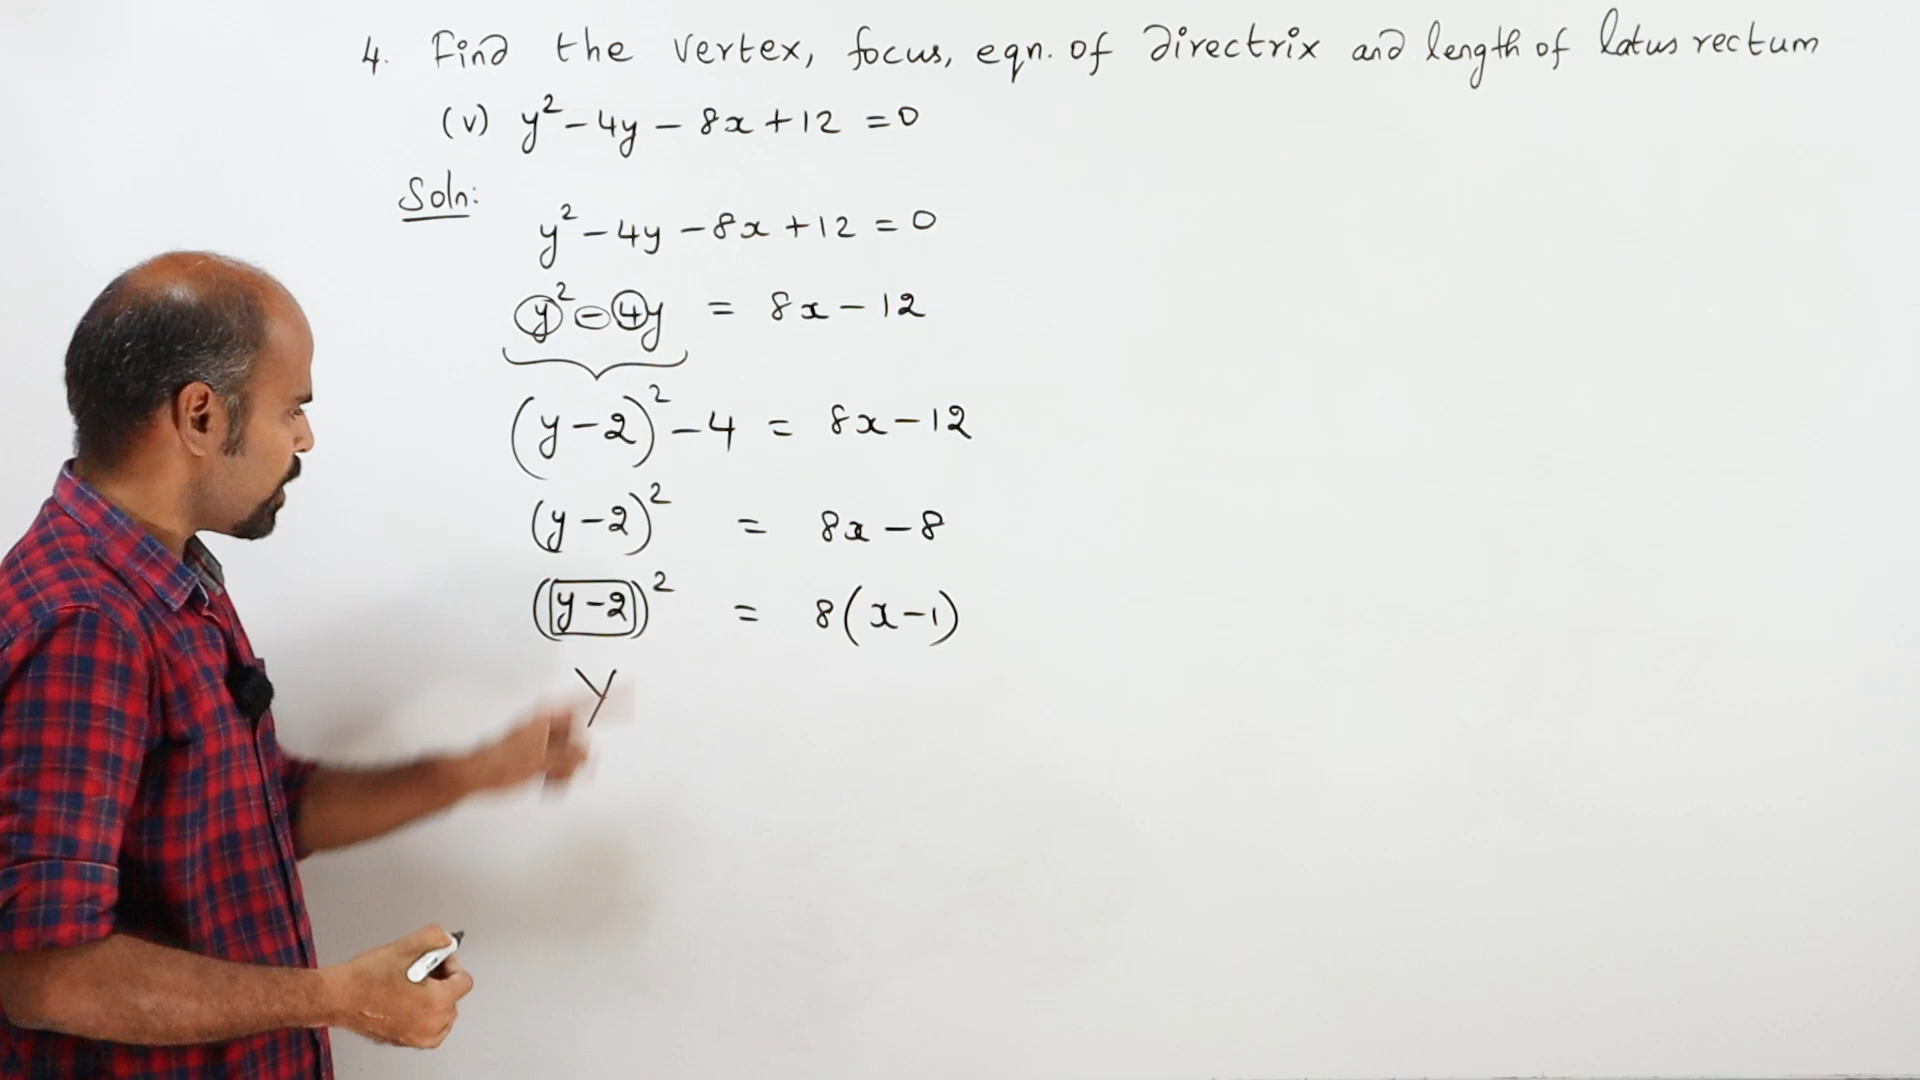 4. Find the vertex, focus, eqn. of directrix and length of latus rectum
(v) y² - 4y - 8x + 12 = 0
Soln:
y² - 4y - 8x + 12 = 0
y² - 4y = 8x - 12
(y - 2)² - 4 = 8x - 12
(y - 2)² = 8x - 8
(y - 2)² = 8(x - 1)
Y